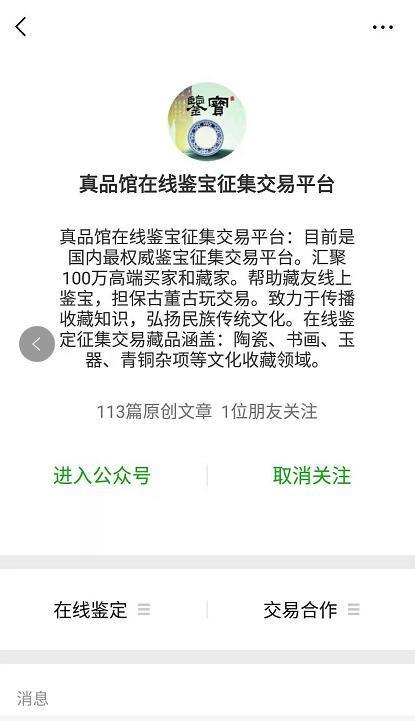 鑒寶
真品馆在线鉴宝征集交易平台
真品馆在线鉴宝征集交易平台：目前是
国内最权威鉴宝征集交易平台。汇聚
100万高端买家和藏家。帮助藏友线上
鉴宝，担保古董古玩交易。致力于传播
收藏知识，弘扬民族传统文化。在线鉴
定征集交易藏品涵盖：陶瓷、书画、玉
器、青铜杂项等文化收藏领域。
113篇原创文章 1位朋友关注
进入公众号 取消关注
在线鉴定 交易合作
消息